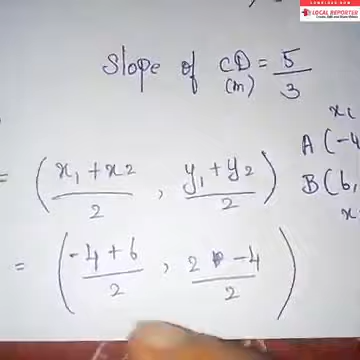 LOCAL REPORTER
Slope of CD = 5/3
(m)
x1
A (-4
= ( x1 + x2 / 2 , y1 + y2 / 2 )
B (6,
x
= ( -4 + 6 / 2 , 2 -4 / 2 )